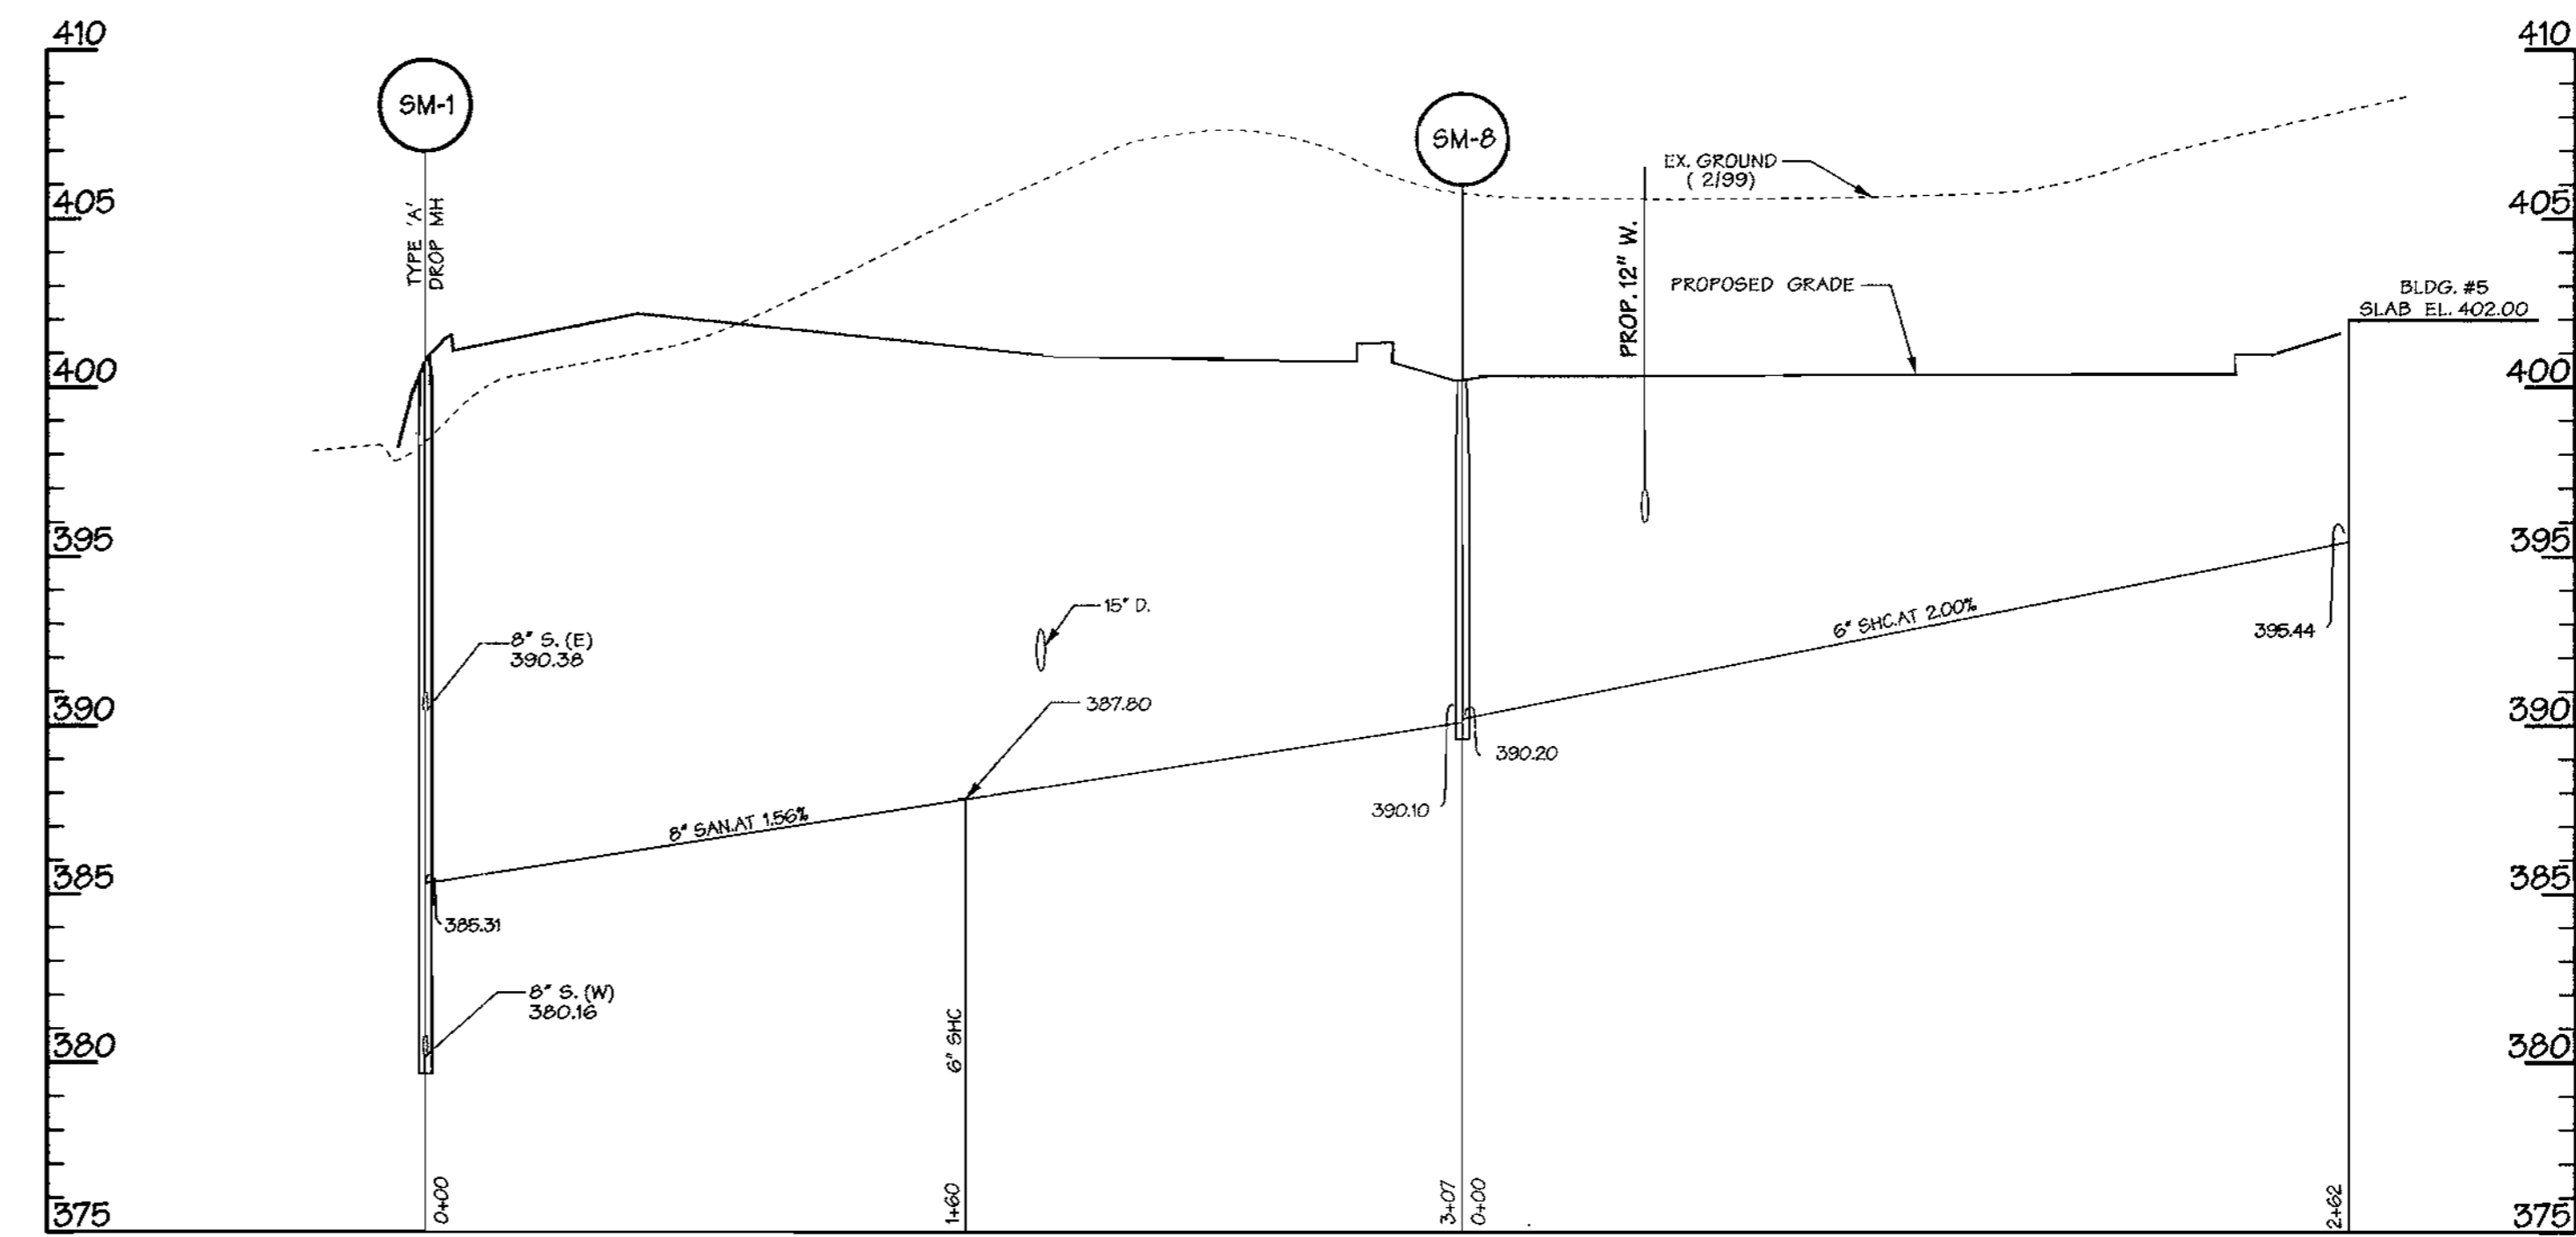 410
410
SM-1
SM-8
EX. GROUND
( 2/99)
405
405
TYPE 'A'
DROP MH
PROP. 12" W.
PROPOSED GRADE
BLDG. #5
SLAB EL. 402.00
400
400
395
395
15" D.
6" SHC.AT 2.00%
395.44
8" S. (E)
390.38
390
390
387.80
390.20
390.10
8" SAN.AT 1.56%
385
385
385.31
8" S. (W)
380.16
6" SHC
380
380
0+00
1+60
3+07
0+00
2+62
375
375